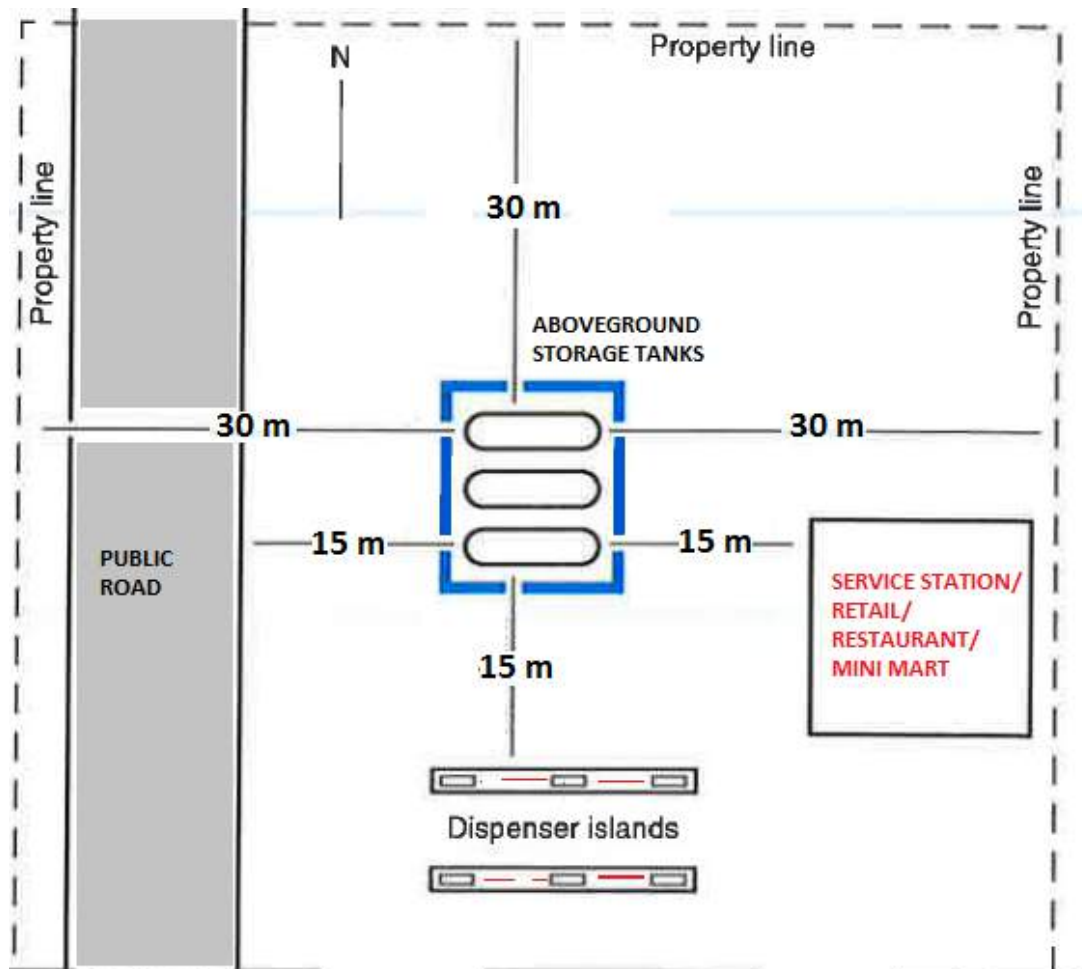 Property line
N
Property line
Property line
30 m
ABOVEGROUND
STORAGE TANKS
30 m
30 m
15 m
15 m
PUBLIC
ROAD
SERVICE STATION/
RETAIL/
RESTAURANT/
MINI MART
15 m
Dispenser islands